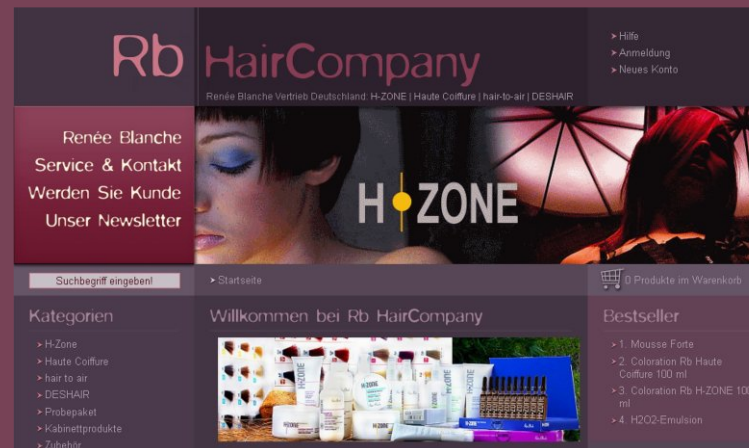 Rb HairCompany
Renée Blanche Vertrieb Deutschland: H-ZONE | Haute Coiffure | hair-to-air | DESHAIR
> Hilfe
> Anmeldung
> Neues Konto
Renée Blanche
Service & Kontakt
Werden Sie Kunde
Unser Newsletter
H ZONE
Suchbegriff eingeben!
> Startseite
0 Produkte im Warenkorb
Kategorien
> H-Zone
> Haute Coiffure
> hair to air
> DESHAIR
> Probepaket
> Kabinettprodukte
> Zubehör
Willkommen bei Rb HairCompany
H-ZONE
H-ZONE
Bestseller
> 1. Mousse Forte
> 2. Coloration Rb Haute
Coiffure 100 ml
> 3. Coloration Rb H-ZONE 100
ml
> 4. H2O2-Emulsion